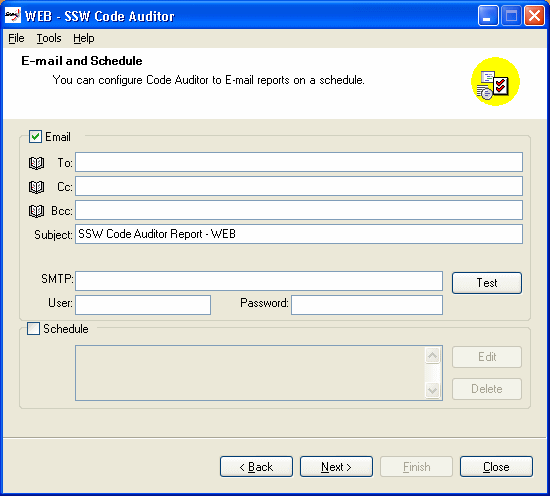 WEB - SSW Code Auditor
File Tools Help
E-mail and Schedule
You can configure Code Auditor to E-mail reports on a schedule.
Email
To:
Cc:
Bcc:
Subject: SSW Code Auditor Report - WEB
SMTP: Test
User: Password:
Schedule
Edit
Delete
< Back Next > Finish Close